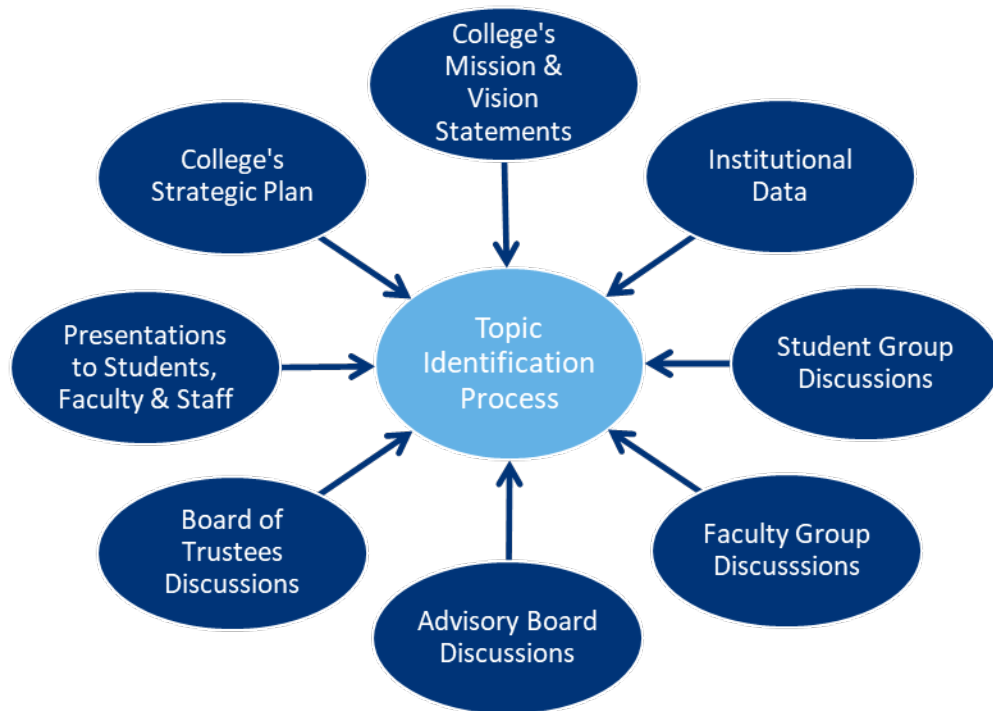 College's
Mission &
Vision
Statements
Institutional
Data
Student Group
Discussions
Faculty Group
Discusssions
Advisory Board
Discussions
Board of
Trustees
Discussions
Presentations
to Students,
Faculty & Staff
College's
Strategic Plan
Topic
Identification
Process